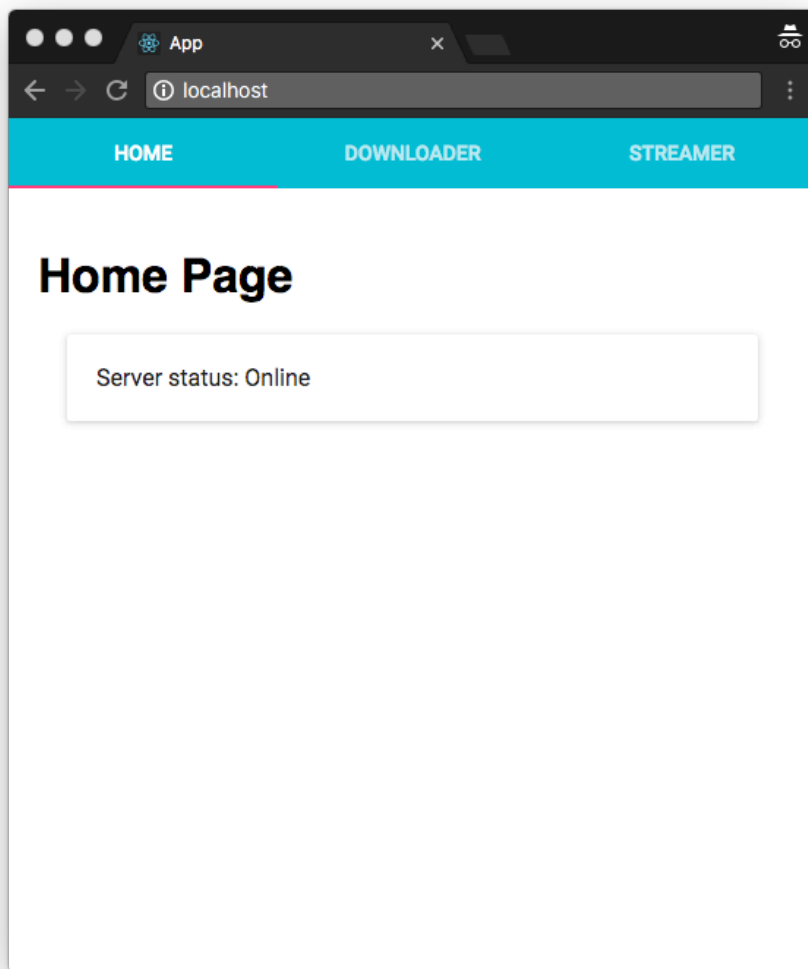 App
localhost
HOME DOWNLOADER STREAMER
Home Page
Server status: Online